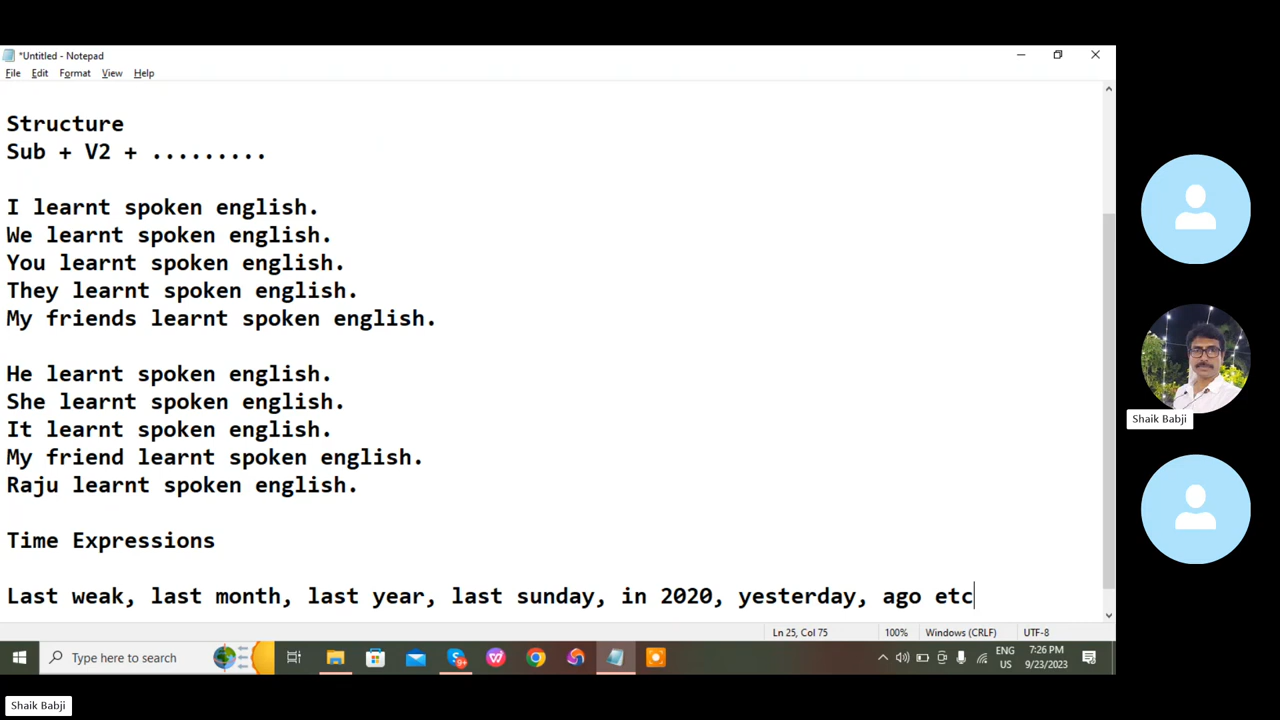 *Untitled - Notepad
File Edit Format View Help
Structure
Sub + V2 + .........
I learnt spoken english.
We learnt spoken english.
You learnt spoken english.
They learnt spoken english.
My friends learnt spoken english.
He learnt spoken english.
She learnt spoken english.
It learnt spoken english.
My friend learnt spoken english.
Raju learnt spoken english.
Time Expressions
Last weak, last month, last year, last sunday, in 2020, yesterday, ago etc
Ln 25, Col 75 100% Windows (CRLF) UTF-8
Type here to search
9+
ENG
US
7:26 PM
9/23/2023
Shaik Babji
Shaik Babji